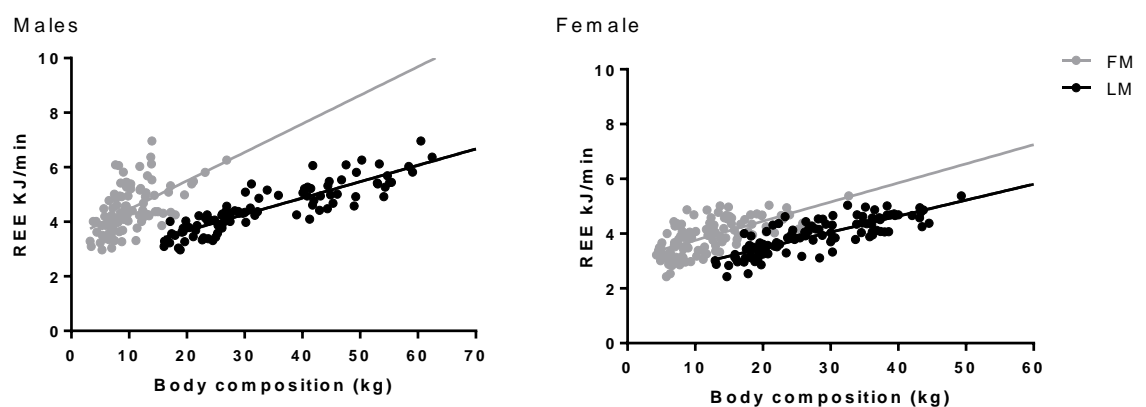 Males
REE KJ/min
10
8
6
4
2
0
0 10 20 30 40 50 60 70
Body composition (kg)
Female
REE kJ/min
10
8
6
4
2
0
0 10 20 30 40 50 60
Body composition (kg)
FM
LM